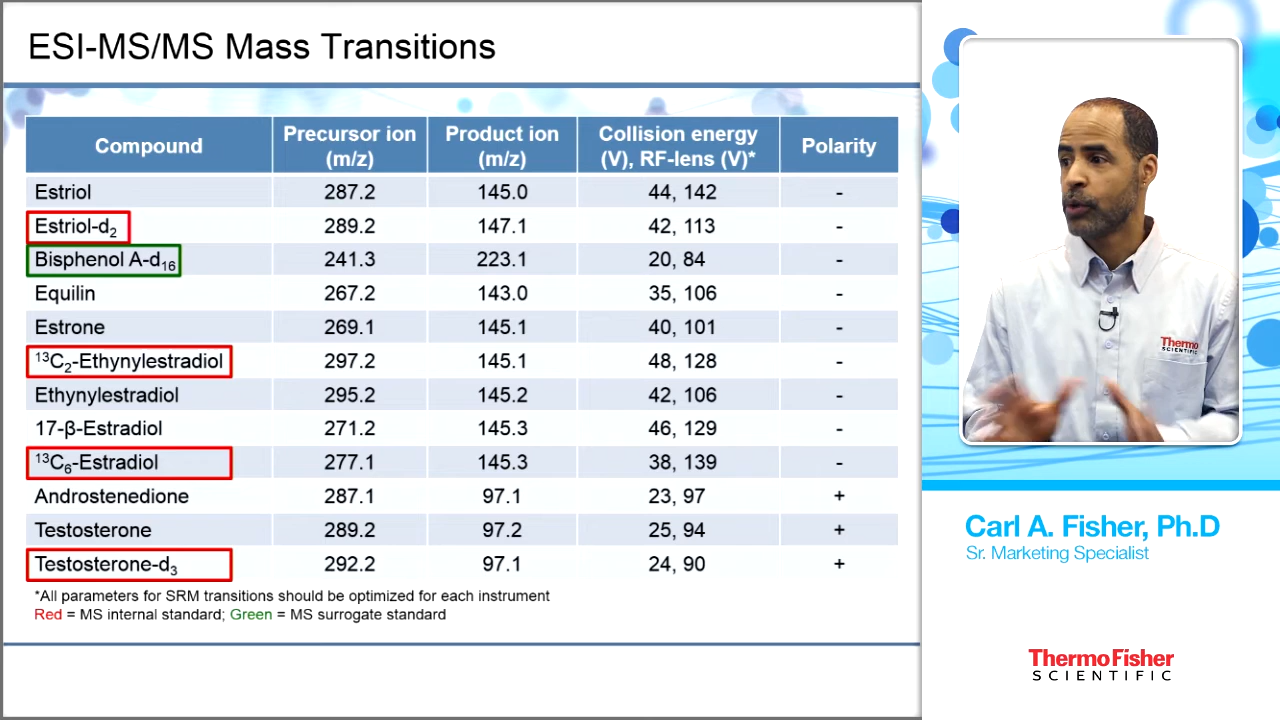 ESI-MS/MS Mass Transitions
Compound Precursor ion (m/z) Product ion (m/z) Collision energy (V), RF-lens (V)* Polarity
Estriol 287.2 145.0 44, 142 -
Estriol-d₂ 289.2 147.1 42, 113 -
Bisphenol A-d₁₆ 241.3 223.1 20, 84 -
Equilin 267.2 143.0 35, 106 -
Estrone 269.1 145.1 40, 101 -
¹³C₂-Ethynylestradiol 297.2 145.1 48, 128 -
Ethynylestradiol 295.2 145.2 42, 106 -
17-β-Estradiol 271.2 145.3 46, 129 -
¹³C₆-Estradiol 277.1 145.3 38, 139 -
Androstenedione 287.1 97.1 23, 97 +
Testosterone 289.2 97.2 25, 94 +
Testosterone-d₃ 292.2 97.1 24, 90 +
*All parameters for SRM transitions should be optimized for each instrument
Red = MS internal standard; Green = MS surrogate standard
Thermo
SCIENTIFIC
Carl A. Fisher, Ph.D
Sr. Marketing Specialist
ThermoFisher
SCIENTIFIC